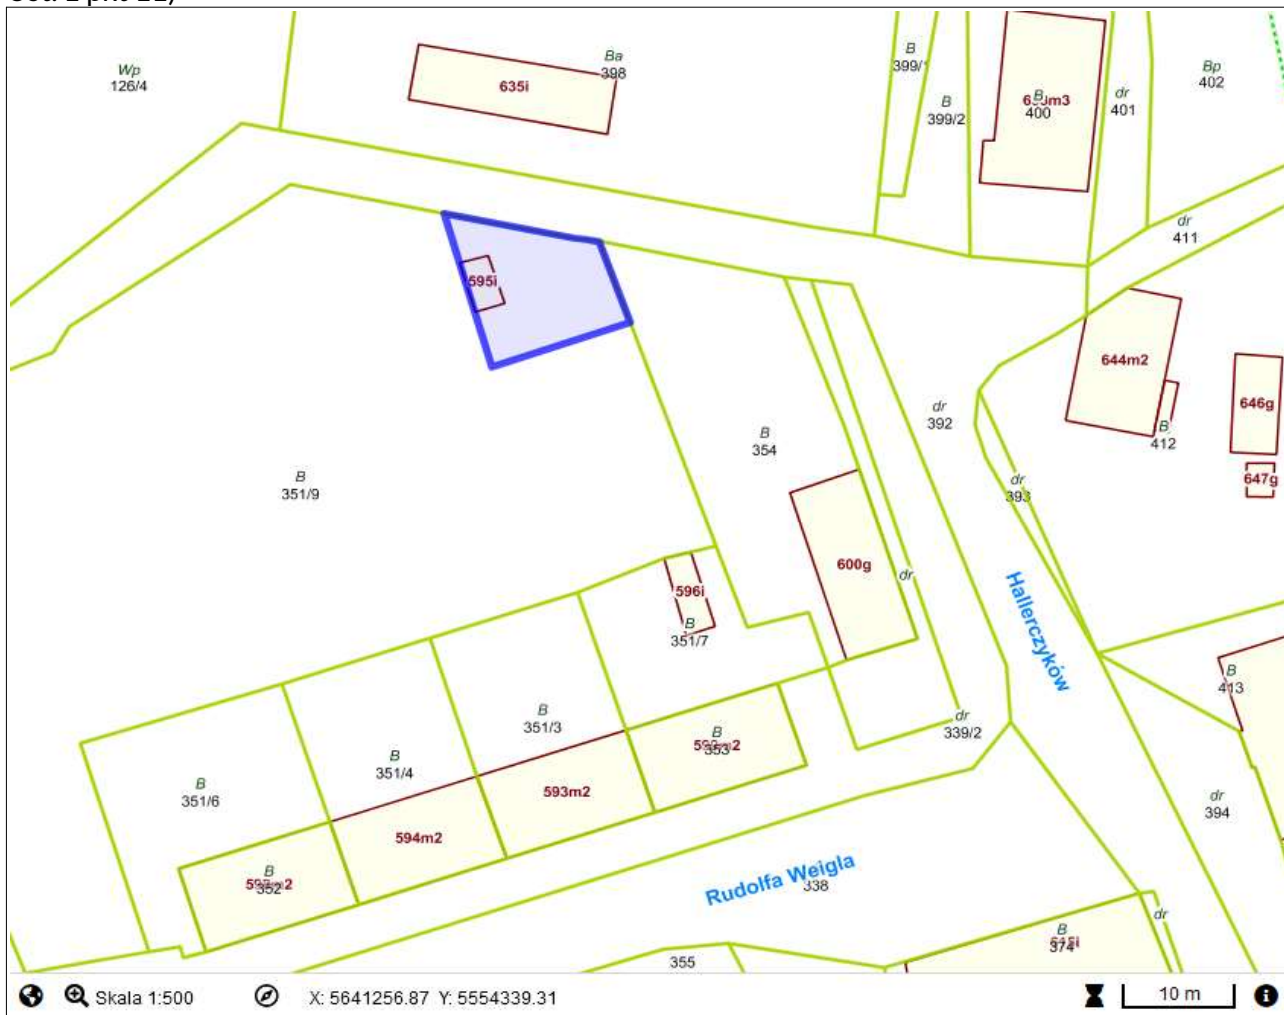 Wp
126/4
635i
Ba
398
B
399/1
B
399/2
B
400
dr
401
Bp
402
dr
411
595i
644m2
646g
B
412
647g
dr
392
B
354
dr
393
B
351/9
600g
dr
596i
B
351/7
Hallerczyków
B
413
B
351/3
dr
339/2
B
353
B
351/4
593m2
B
351/6
dr
394
594m2
B
352
Rudolfa Weigla
338
dr
B
374
355
Skala 1:500
X: 5641256.87 Y: 5554339.31
10 m